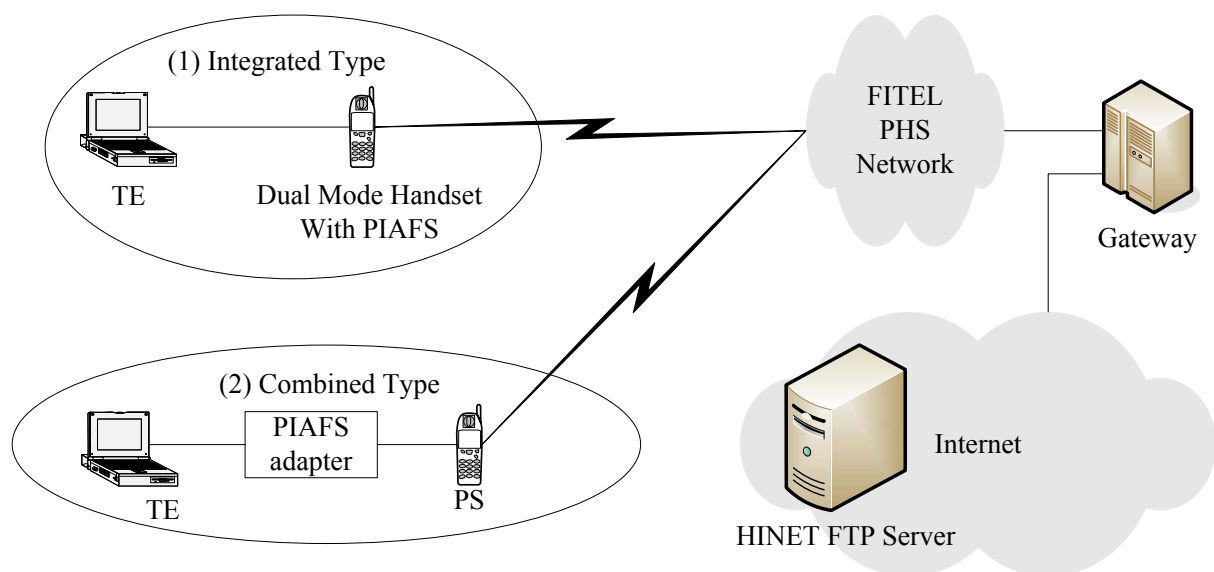 (1) Integrated Type
TE
Dual Mode Handset
With PIAFS
FITEL
PHS
Network
Gateway
(2) Combined Type
PIAFS
adapter
TE
PS
Internet
HINET FTP Server